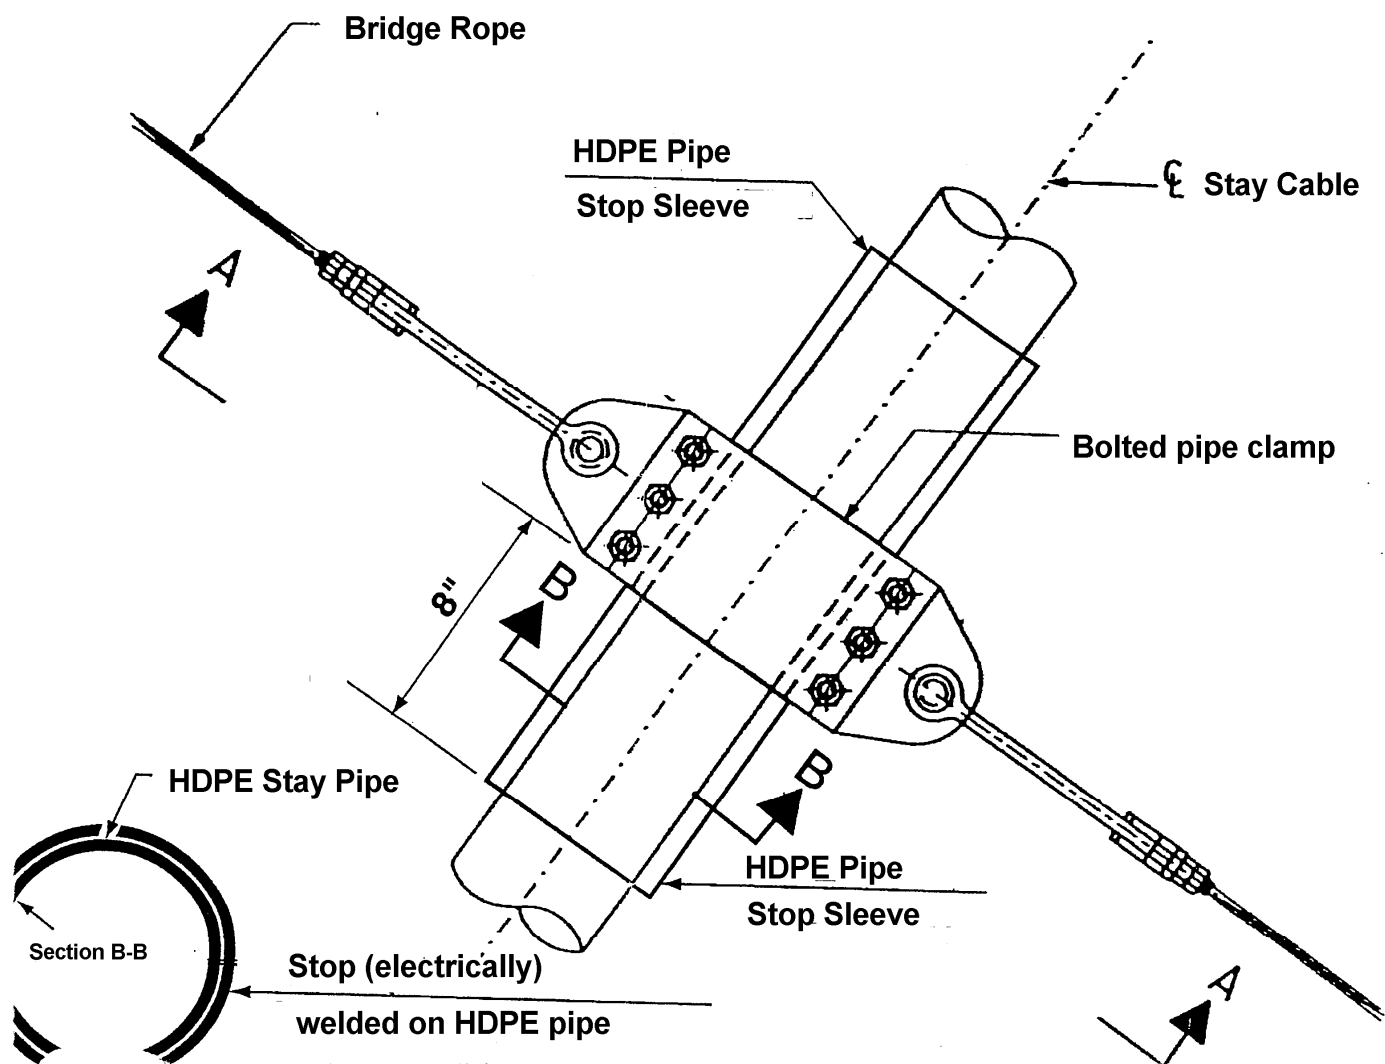 Bridge Rope
HDPE Pipe
Stop Sleeve
℄ Stay Cable
A
Bolted pipe clamp
8"
B
B
HDPE Stay Pipe
HDPE Pipe
Stop Sleeve
Section B-B
Stop (electrically)
welded on HDPE pipe
A